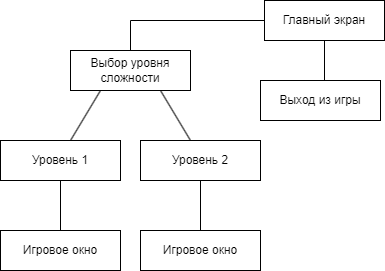 Главный экран
Выбор уровня
сложности
Выход из игры
Уровень 1
Уровень 2
Игровое окно
Игровое окно